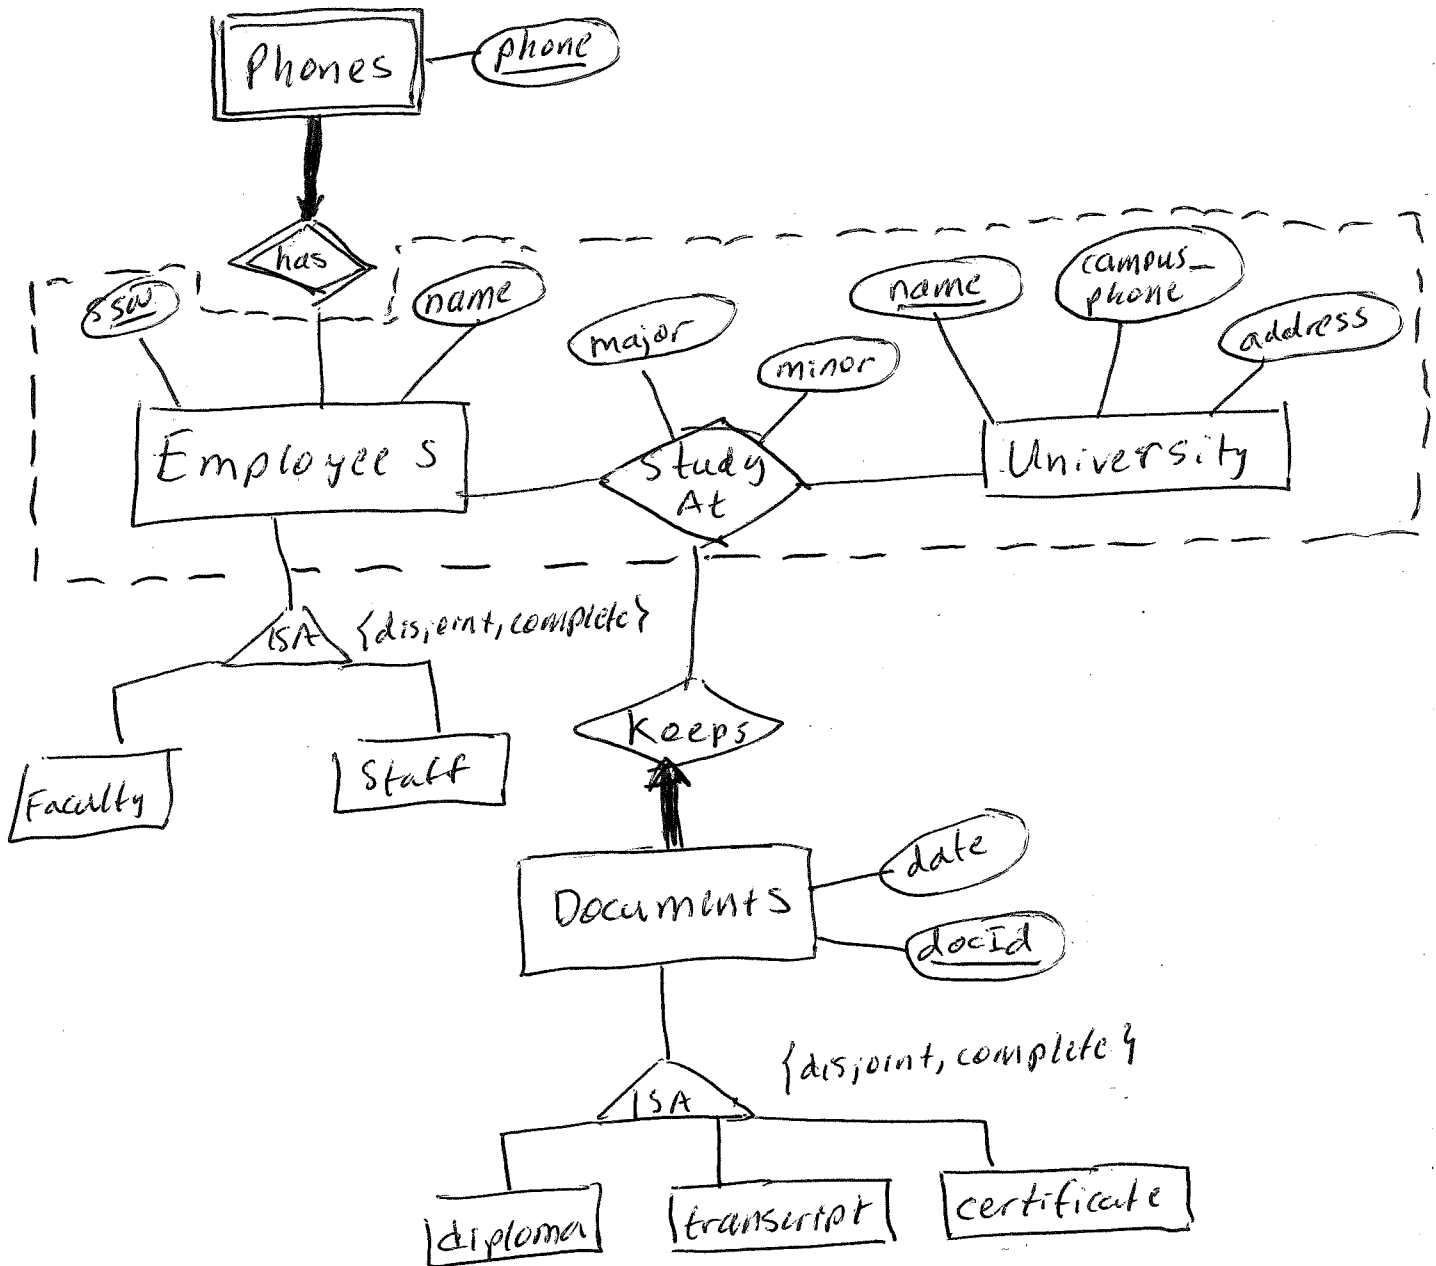 Phones
phone
has
ssn
name
major
minor
name
campus_
phone
address
Employees
Study
At
University
ISA
{disjoint, complete}
Keeps
Faculty
Staff
Documents
date
docId
ISA
{disjoint, complete}
diploma
transcript
certificate